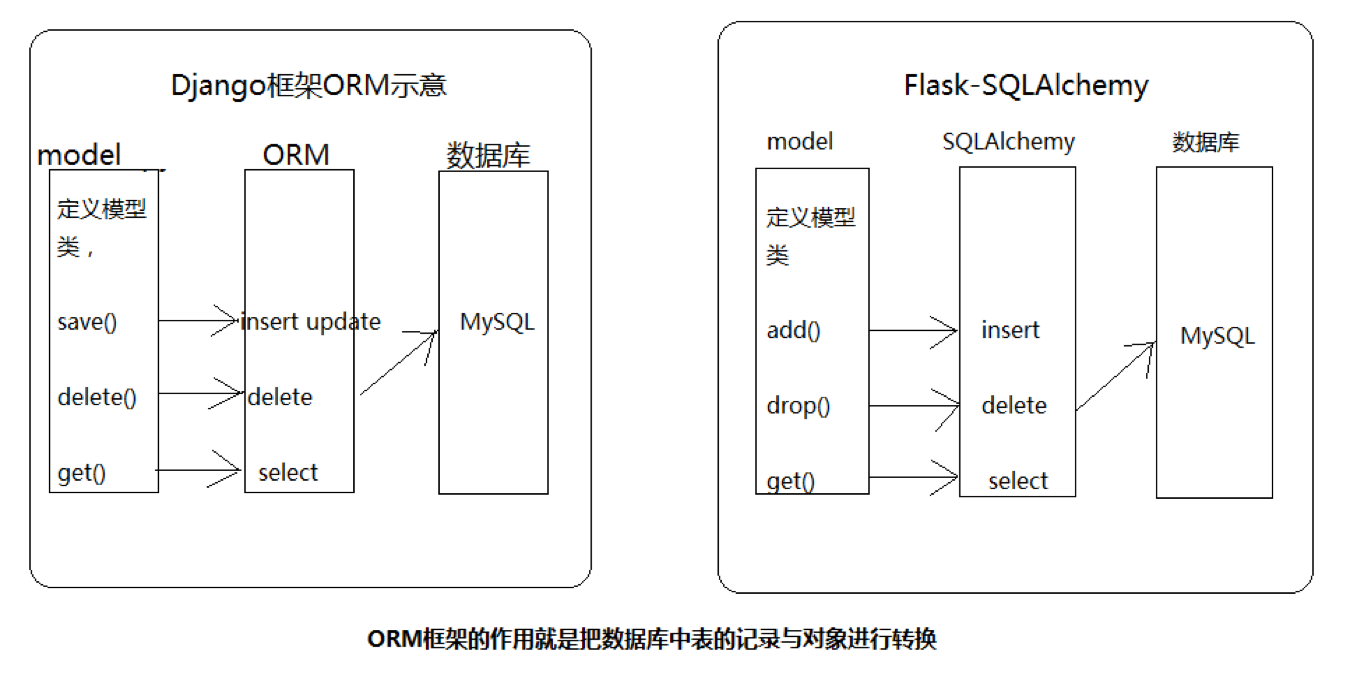 Django框架ORM示意
model
ORM
数据库
定义模型
类，
save()
insert update
MySQL
delete()
delete
get()
select
Flask-SQLAlchemy
model
SQLAlchemy
数据库
定义模型
类
add()
insert
MySQL
drop()
delete
get()
select
ORM框架的作用就是把数据库中表的记录与对象进行转换